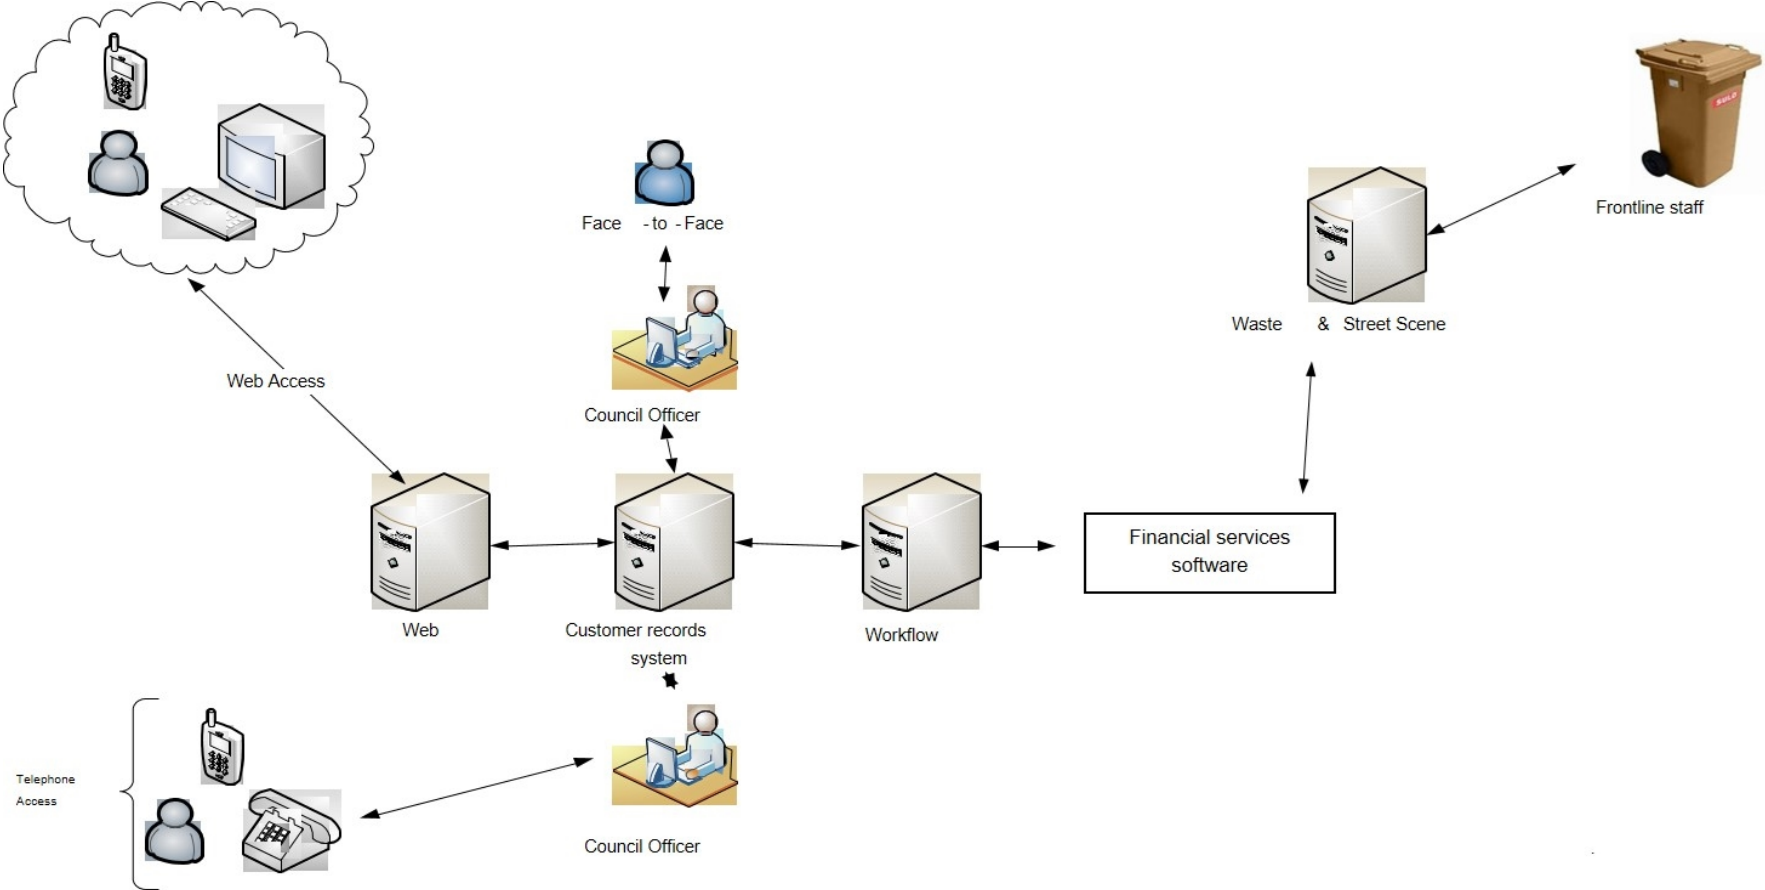 SULO
Frontline staff
Face - to - Face
Waste & Street Scene
Web Access
Council Officer
Financial services
software
Web
Customer records
system
Workflow
Telephone
Access
Council Officer
.